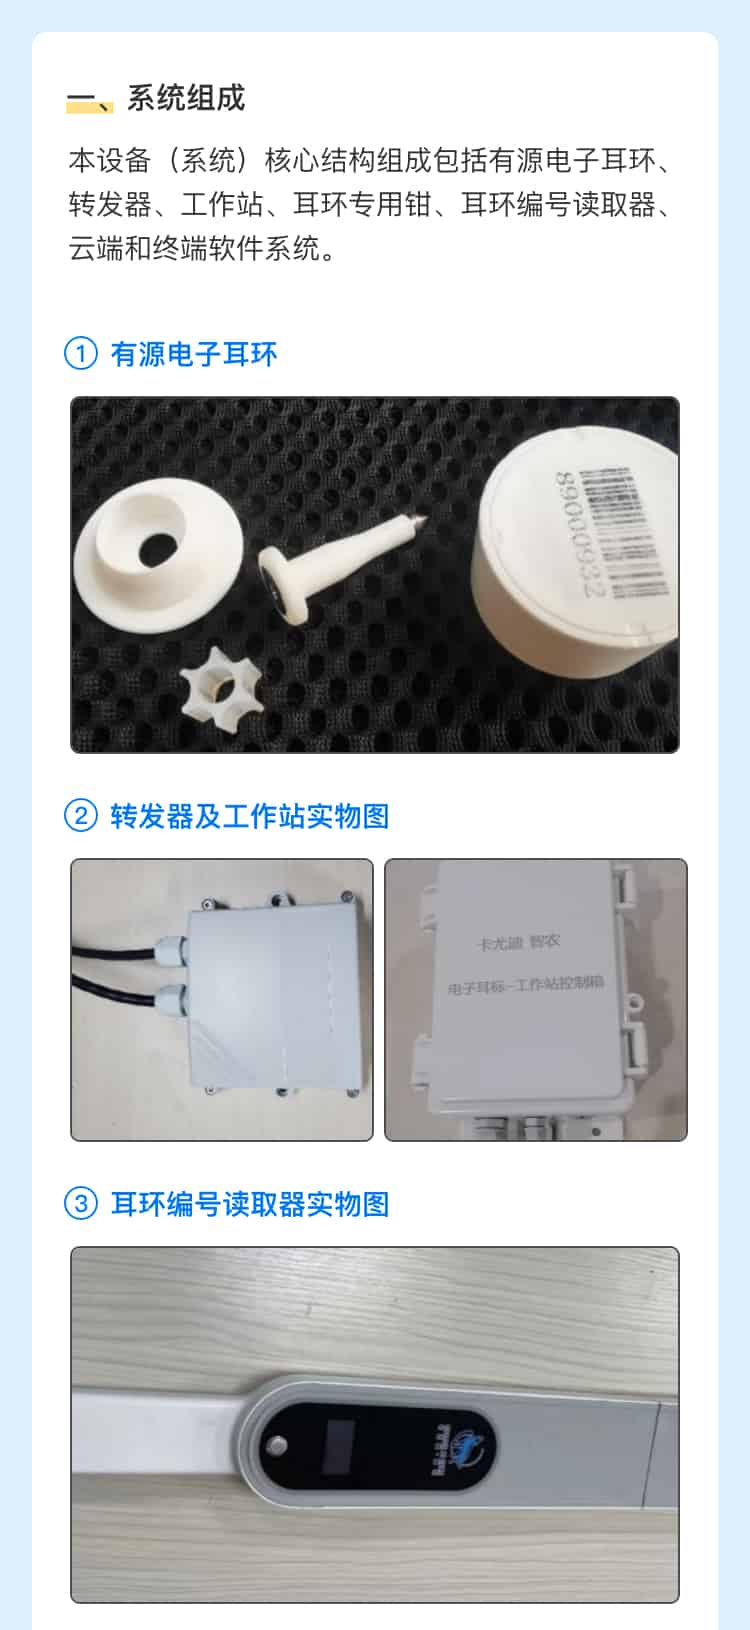 一、系统组成
本设备（系统）核心结构组成包括有源电子耳环、
转发器、工作站、耳环专用钳、耳环编号读取器、
云端和终端软件系统。
① 有源电子耳环
89000932
② 转发器及工作站实物图
卡尤迪 智农
电子耳标-工作站控制箱
③ 耳环编号读取器实物图